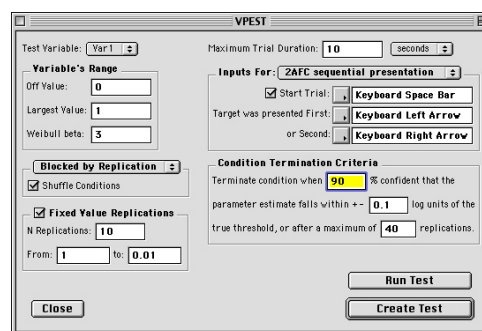 VPEST
Test Variable: Var1
Variable's Range
Off Value: 0
Largest Value: 1
Weibull beta: 3
Blocked by Replication
Shuffle Conditions
Fixed Value Replications
N Replications: 10
From: 1 to: 0.01
Close
Maximum Trial Duration: 10 seconds
Inputs For: 2AFC sequential presentation
Start Trial: Keyboard Space Bar
Target was presented First: Keyboard Left Arrow
or Second: Keyboard Right Arrow
Condition Termination Criteria
Terminate condition when 90 % confident that the
parameter estimate falls within +- 0.1 log units of the
true threshold, or after a maximum of 40 replications.
Run Test
Create Test